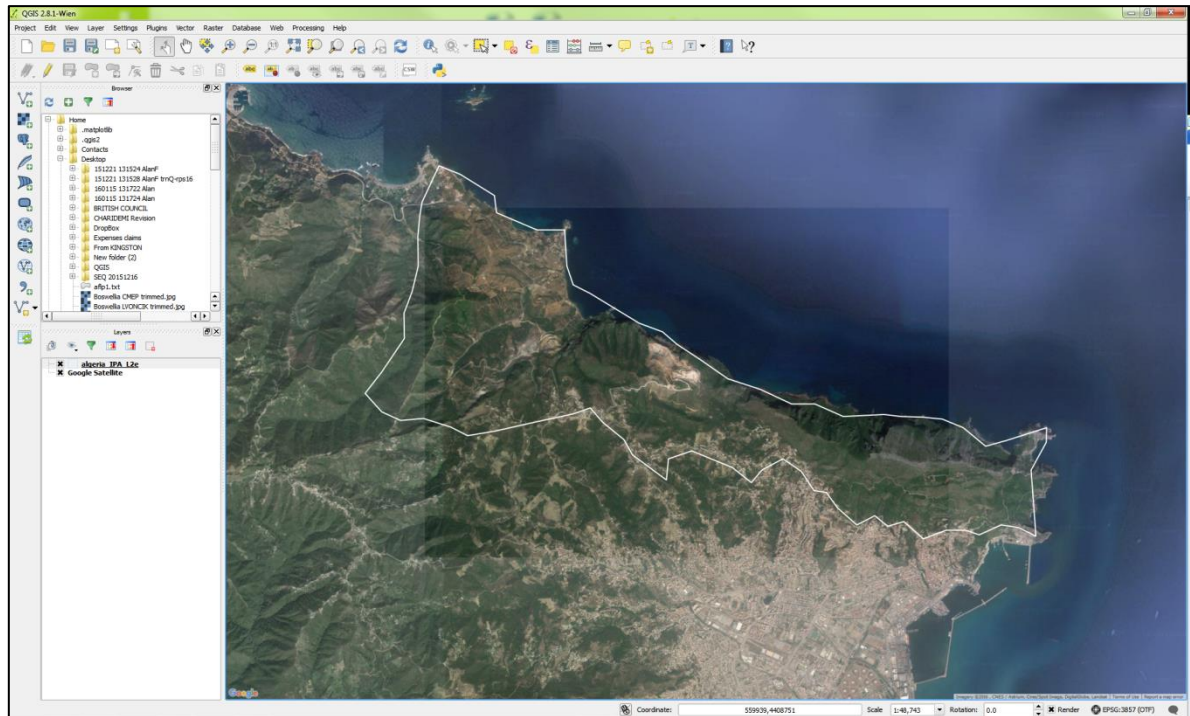 QGIS 2.8.1-Wien
Project Edit View Layer Settings Plugins Vector Raster Database Web Processing Help
Browser
Home
.matplotlib
.qgis2
Contacts
Desktop
151221 131524 AlanF
151221 131528 AlanF trnQ-rps16
160115 131722 Alan
160115 131724 Alan
BRITISH COUNCIL
CHARIDEMI Revision
DropBox
Expenses claims
From KINGSTON
New folder (2)
QGIS
SEQ 20151216
aflp1.txt
Boswellia CMEP trimmed.jpg
Boswellia LVONCIK trimmed.jpg
Layers
algeria_IPA_L2e
Google Satellite
Google
Coordinate: 559939,4408751 Scale 1:48,743 Rotation: 0.0 Render EPSG:3857 (OTF)